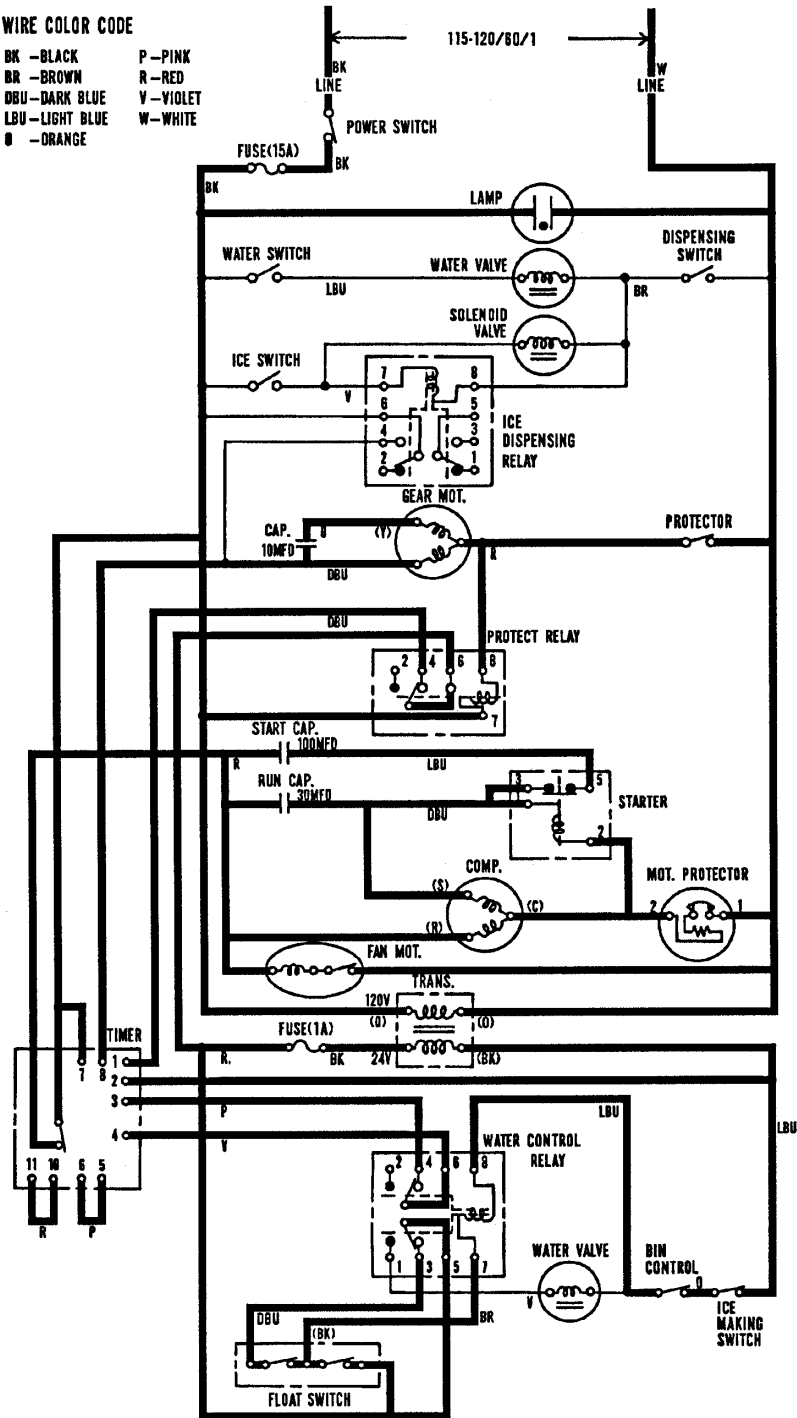 WIRE COLOR CODE
BK -BLACK P-PINK
BR -BROWN R-RED
DBU-DARK BLUE V-VIOLET
LBU-LIGHT BLUE W-WHITE
O -ORANGE
115-120/60/1
BK
LINE
W
LINE
POWER SWITCH
FUSE(15A)
BK
BK
LAMP
WATER SWITCH
LBU
WATER VALVE
DISPENSING
SWITCH
BR
SOLENOID
VALVE
ICE SWITCH
V
7 8
6 5
4 3
2 1
ICE
DISPENSING
RELAY
GEAR MOT.
CAP.
10MFD
(Y)
DBU
R
PROTECTOR
DBU
PROTECT RELAY
2 4 6 8
7
START CAP.
100MFD
R
LBU
RUN CAP.
30MFD
DBU
3 5
2
STARTER
COMP.
(S)
(R)
(C)
MOT. PROTECTOR
2 1
FAN MOT.
TRANS.
120V
(O) (O)
FUSE(1A)
R. BK 24V (BK)
TIMER
7 8 1
2
3
4
11 10 6 5
R P
P
V
LBU
LBU
WATER CONTROL
RELAY
2 4 6 8
1 3 5 7
WATER VALVE
V
BIN
CONTROL
O
ICE
MAKING
SWITCH
DBU
(BK)
BR
FLOAT SWITCH